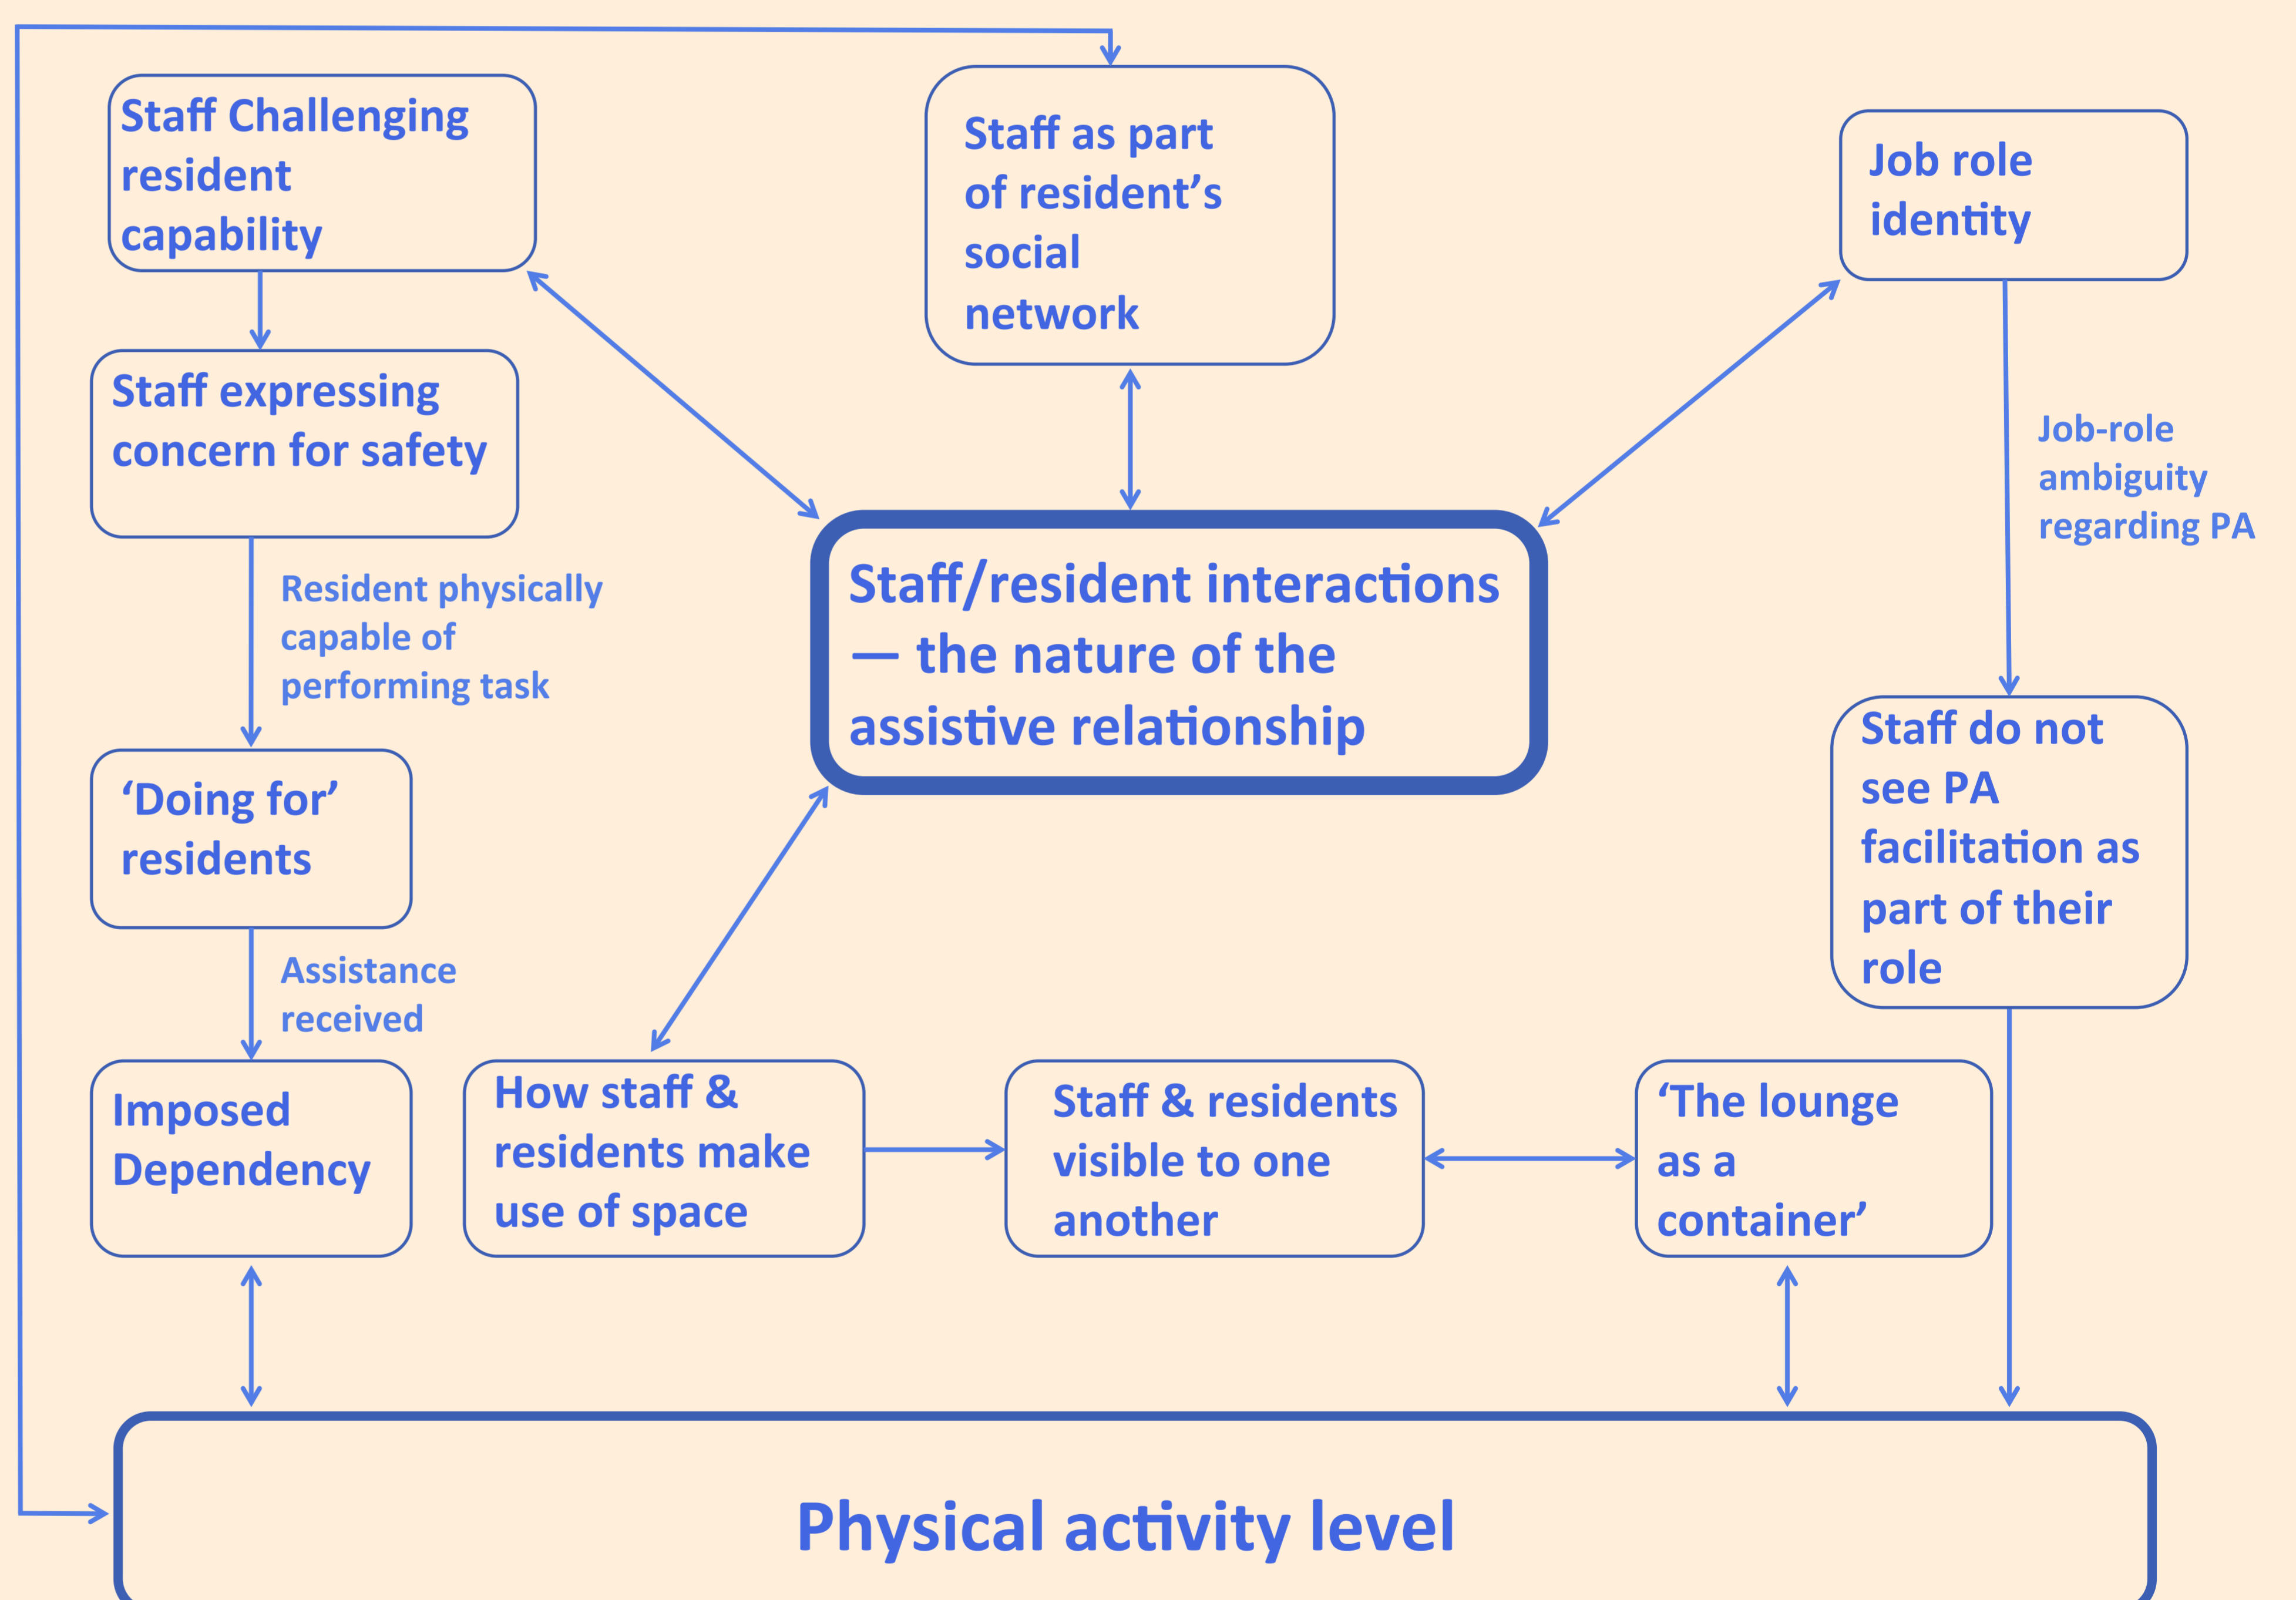 Staff Challenging
resident
capability
Staff as part
of resident’s
social
network
Job role
identity
Staff expressing
concern for safety
Job-role
ambiguity
regarding PA
Resident physically
capable of
performing task
Staff/resident interactions
— the nature of the
assistive relationship
‘Doing for’
residents
Staff do not
see PA
facilitation as
part of their
role
Assistance
received
Imposed
Dependency
How staff &
residents make
use of space
Staff & residents
visible to one
another
‘The lounge
as a
container’
Physical activity level